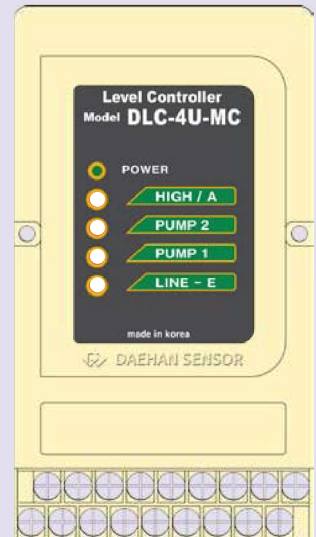 Level Controller
Model DLC-4U-MC
POWER
HIGH / A
PUMP 2
PUMP 1
LINE - E
made in korea
DAEHAN SENSOR